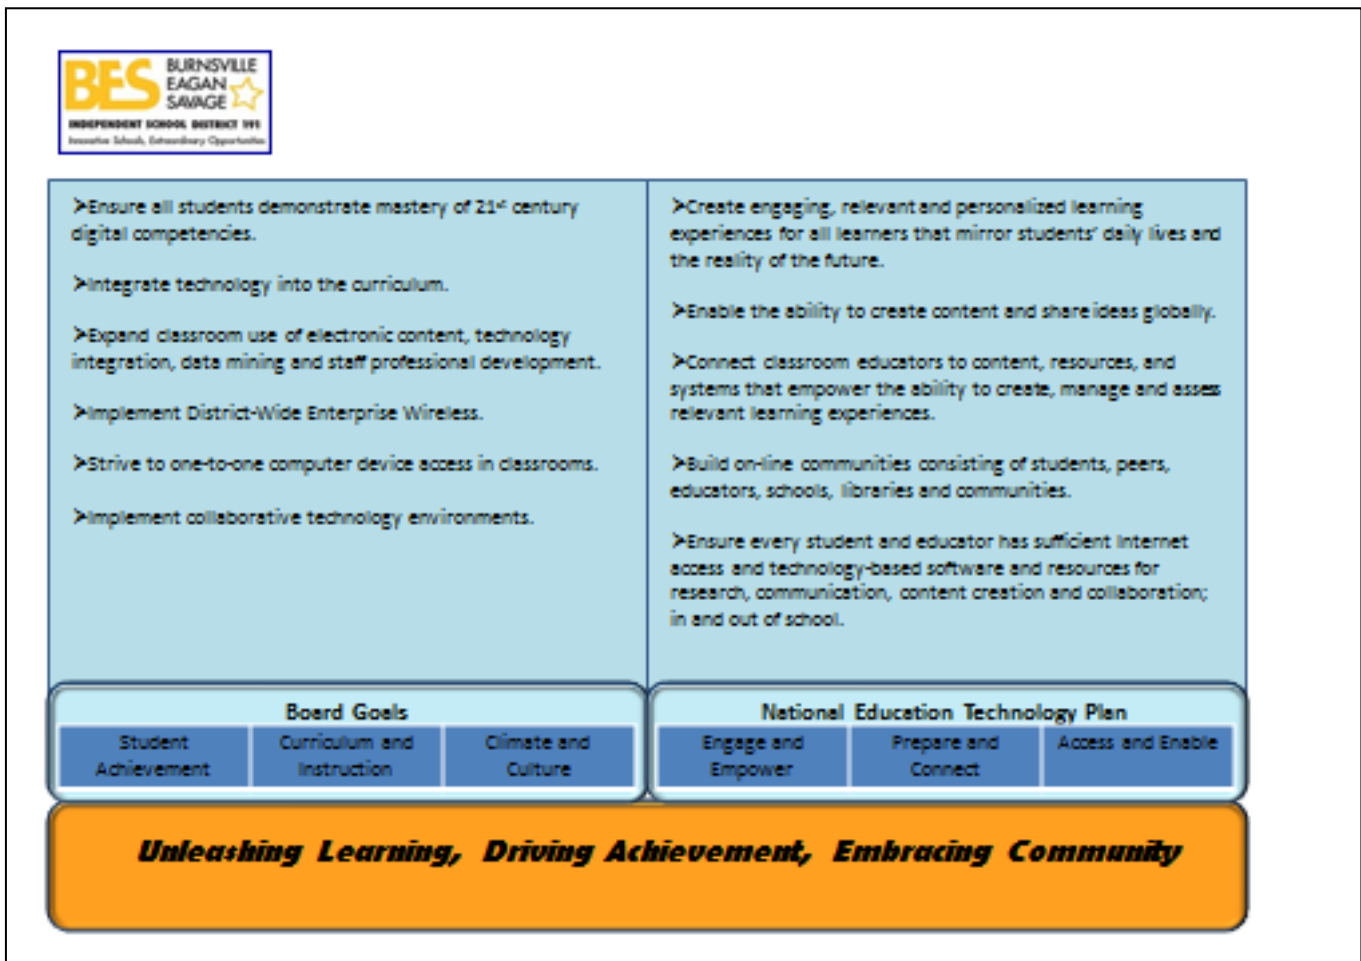 BES BURNSVILLE
EAGAN
SAVAGE
INDEPENDENT SCHOOL DISTRICT 191
Innovative Schools, Extraordinary Opportunities
➢Ensure all students demonstrate mastery of 21st century
digital competencies.
➢Integrate technology into the curriculum.
➢Expand classroom use of electronic content, technology
integration, data mining and staff professional development.
➢Implement District-Wide Enterprise Wireless.
➢Strive to one-to-one computer device access in classrooms.
➢Implement collaborative technology environments.
➢Create engaging, relevant and personalized learning
experiences for all learners that mirror students' daily lives and
the reality of the future.
➢Enable the ability to create content and share ideas globally.
➢Connect classroom educators to content, resources, and
systems that empower the ability to create, manage and assess
relevant learning experiences.
➢Build on-line communities consisting of students, peers,
educators, schools, libraries and communities.
➢Ensure every student and educator has sufficient Internet
access and technology-based software and resources for
research, communication, content creation and collaboration;
in and out of school.
Board Goals
Student
Achievement
Curriculum and
Instruction
Climate and
Culture
National Education Technology Plan
Engage and
Empower
Prepare and
Connect
Access and Enable
Unleashing Learning, Driving Achievement, Embracing Community